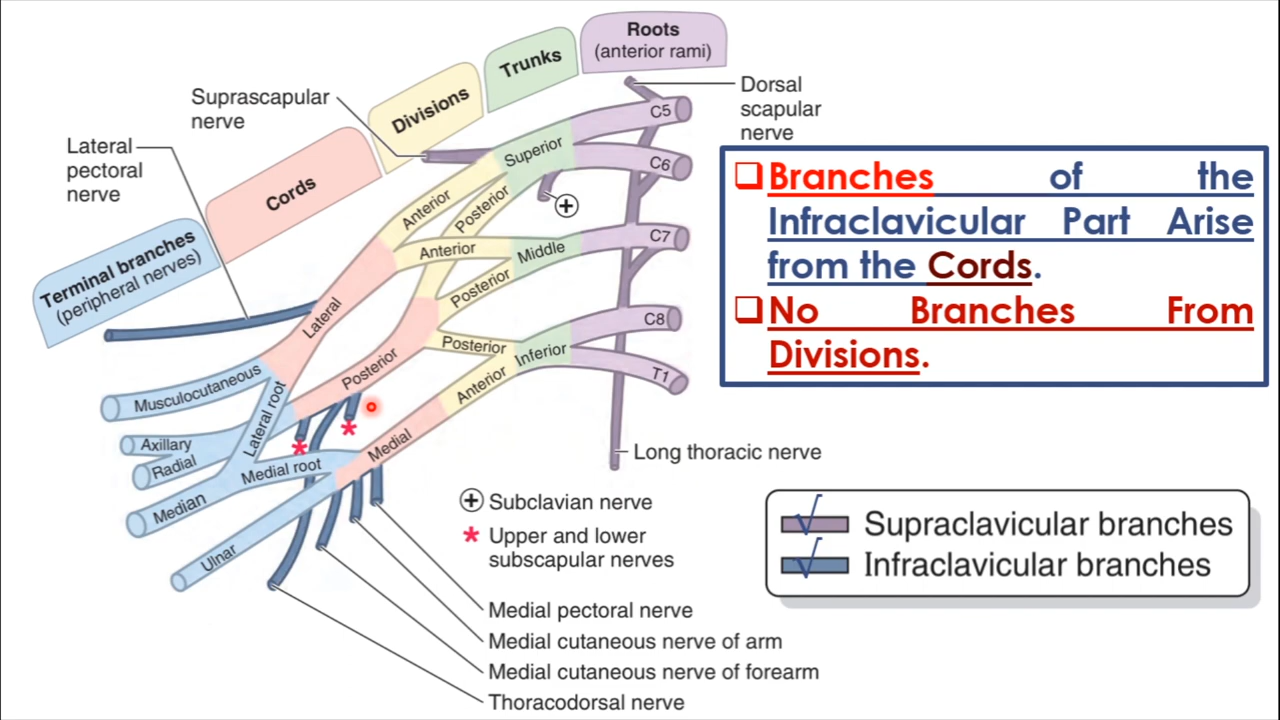 Roots
(anterior rami)
Trunks
Divisions
Cords
Terminal branches
(peripheral nerves)
Suprascapular
nerve
Lateral
pectoral
nerve
Dorsal
scapular
nerve
C5
C6
C7
C8
T1
Superior
Middle
Inferior
Anterior
Posterior
Anterior
Posterior
Posterior
Anterior
Lateral
Posterior
Medial
Musculocutaneous
Axillary
Radial
Median
Ulnar
Lateral root
Medial root
Long thoracic nerve
Subclavian nerve
* Upper and lower
subscapular nerves
Medial pectoral nerve
Medial cutaneous nerve of arm
Medial cutaneous nerve of forearm
Thoracodorsal nerve
Branches of the
Infraclavicular Part Arise
from the Cords.
No Branches From
Divisions.
Supraclavicular branches
Infraclavicular branches